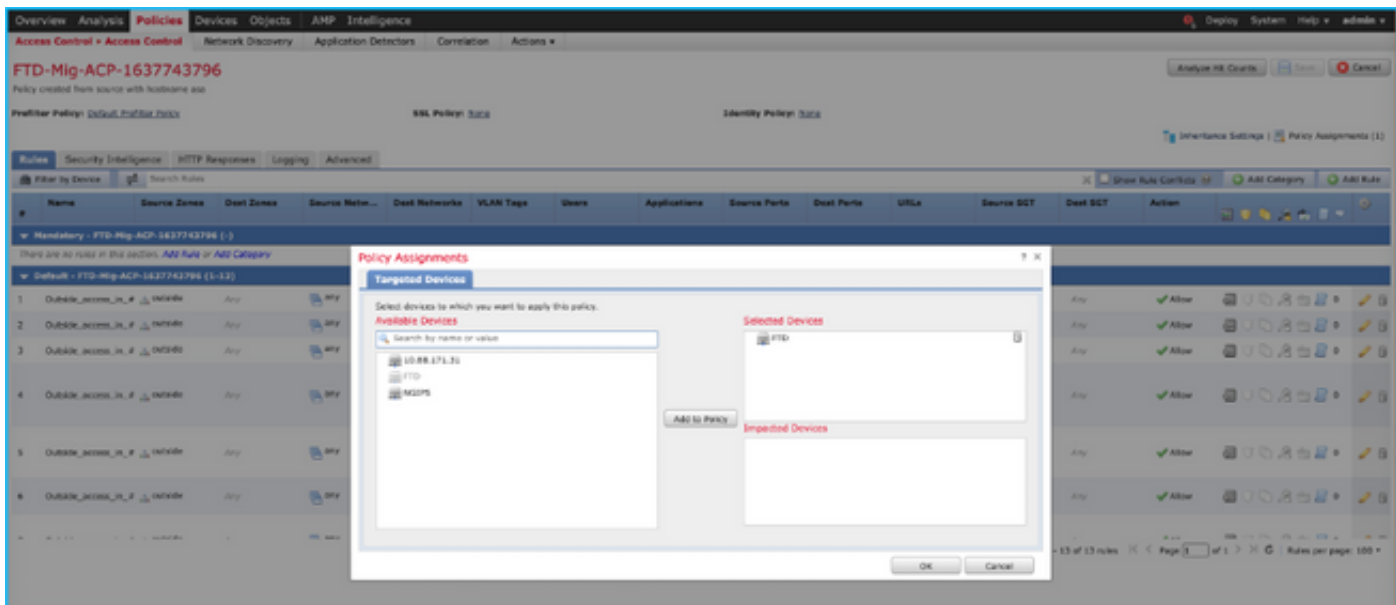 Overview Analysis Policies Devices Objects AMP Intelligence Deploy System Help admin
Access Control > Access Control Network Discovery Application Detectors Correlation Actions
FTD-Mig-ACP-1637743796 Analyze Hit Counts Save Cancel
Policy created from source with hostname asa
Prefilter Policy: Default Prefilter Policy SSL Policy: None Identity Policy: None
Inheritance Settings | Policy Assignments (1)
Rules Security Intelligence HTTP Responses Logging Advanced
Filter by Device Search Rules Show Rule Conflicts Add Category Add Rule
# Name Source Zones Dest Zones Source Netw... Dest Networks VLAN Tags Users Applications Source Ports Dest Ports URLs Source SGT Dest SGT Action
Mandatory - FTD-Mig-ACP-1637743796 (-)
There are no rules in this section. Add Rule or Add Category
Default - FTD-Mig-ACP-1637743796 (1-13)
1 Outside_access_in_# outside Any any Any Allow 0
2 Outside_access_in_# outside Any any Any Allow 0
3 Outside_access_in_# outside Any any Any Allow 0
4 Outside_access_in_# outside Any any Any Allow 0
5 Outside_access_in_# outside Any any Any Allow 0
6 Outside_access_in_# outside Any any Any Allow 0
Policy Assignments ?
Targeted Devices
Select devices to which you want to apply this policy.
Available Devices Selected Devices
Search by name or value FTD
10.88.171.31
FTD
NGIPS
Add to Policy
Impacted Devices
OK Cancel
- 13 of 13 rules Page 1 of 1 Rules per page: 100